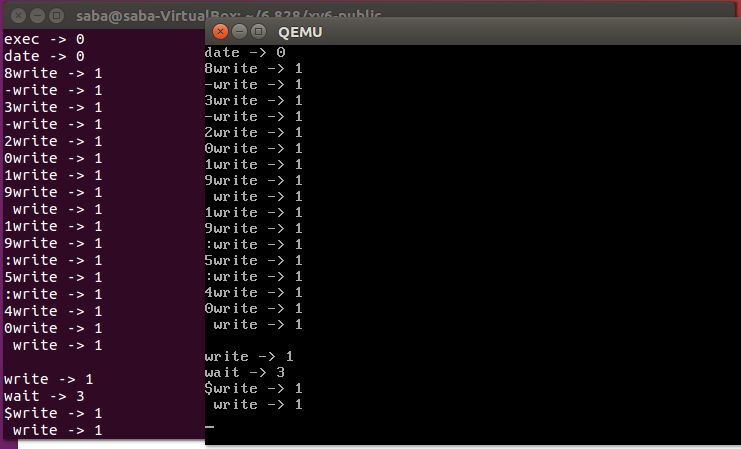 saba@saba-VirtualBox: ~/6.828/xv6-public
exec -> 0
date -> 0
8write -> 1
-write -> 1
3write -> 1
-write -> 1
2write -> 1
0write -> 1
1write -> 1
9write -> 1
 write -> 1
1write -> 1
9write -> 1
:write -> 1
5write -> 1
:write -> 1
4write -> 1
0write -> 1
 write -> 1
write -> 1
wait -> 3
$write -> 1
 write -> 1
QEMU
date -> 0
8write -> 1
-write -> 1
3write -> 1
-write -> 1
2write -> 1
0write -> 1
1write -> 1
9write -> 1
 write -> 1
1write -> 1
9write -> 1
:write -> 1
5write -> 1
:write -> 1
4write -> 1
0write -> 1
 write -> 1
write -> 1
wait -> 3
$write -> 1
 write -> 1